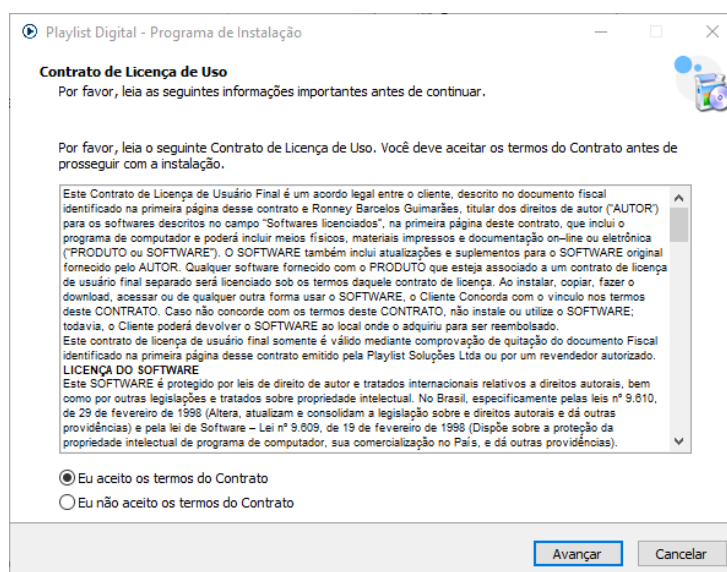 Playlist Digital - Programa de Instalação
Contrato de Licença de Uso
Por favor, leia as seguintes informações importantes antes de continuar.
Por favor, leia o seguinte Contrato de Licença de Uso. Você deve aceitar os termos do Contrato antes de
prosseguir com a instalação.
Este Contrato de Licença de Usuário Final é um acordo legal entre o cliente, descrito no documento fiscal
identificado na primeira página desse contrato e Ronney Barcelos Guimarães, titular dos direitos de autor ("AUTOR")
para os softwares descritos no campo "Softwares licenciados", na primeira página deste contrato, que inclui o
programa de computador e poderá incluir meios físicos, materiais impressos e documentação on–line ou eletrônica
("PRODUTO ou SOFTWARE"). O SOFTWARE também inclui atualizações e suplementos para o SOFTWARE original
fornecido pelo AUTOR. Qualquer software fornecido com o PRODUTO que esteja associado a um contrato de licença
de usuário final separado será licenciado sob os termos daquele contrato de licença. Ao instalar, copiar, fazer o
download, acessar ou de qualquer outra forma usar o SOFTWARE, o Cliente Concorda com o vinculo nos termos
deste CONTRATO. Caso não concorde com os termos deste CONTRATO, não instale ou utilize o SOFTWARE;
todavia, o Cliente poderá devolver o SOFTWARE ao local onde o adquiriu para ser reembolsado.
Este contrato de licença de usuário final somente é válido mediante comprovação de quitação do documento Fiscal
identificado na primeira página desse contrato emitido pela Playlist Soluções Ltda ou por um revendedor autorizado.
LICENÇA DO SOFTWARE
Este SOFTWARE é protegido por leis de direito de autor e tratados internacionais relativos a direitos autorais, bem
como por outras legislações e tratados sobre propriedade intelectual. No Brasil, especificamente pelas leis nº 9.610,
de 29 de fevereiro de 1998 (Altera, atualizam e consolidam a legislação sobre e direitos autorais e dá outras
providências) e pela lei de Software – Lei nº 9.609, de 19 de fevereiro de 1998 (Dispõe sobre a proteção da
propriedade intelectual de programa de computador, sua comercialização no País, e dá outras providências).
Eu aceito os termos do Contrato
Eu não aceito os termos do Contrato
Avançar
Cancelar